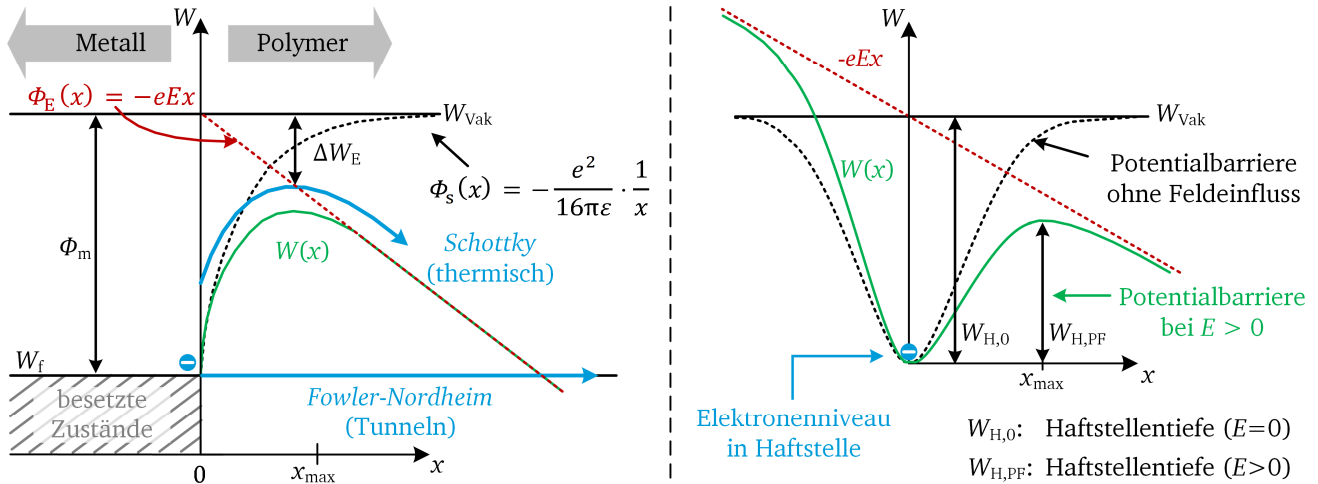 W
Metall
Polymer
Φ_E(x) = −eEx
W_Vak
ΔW_E
Φ_s(x) = − e²/16πε · 1/x
Φ_m
Schottky
(thermisch)
W(x)
W_f
besetzte
Zustände
Fowler-Nordheim
(Tunneln)
0
x_max
x
W
-eEx
W_Vak
W(x)
Potentialbarriere
ohne Feldeinfluss
Potentialbarriere
bei E > 0
W_H,0
W_H,PF
x_max
x
Elektronenniveau
in Haftstelle
W_H,0: Haftstellentiefe (E=0)
W_H,PF: Haftstellentiefe (E>0)